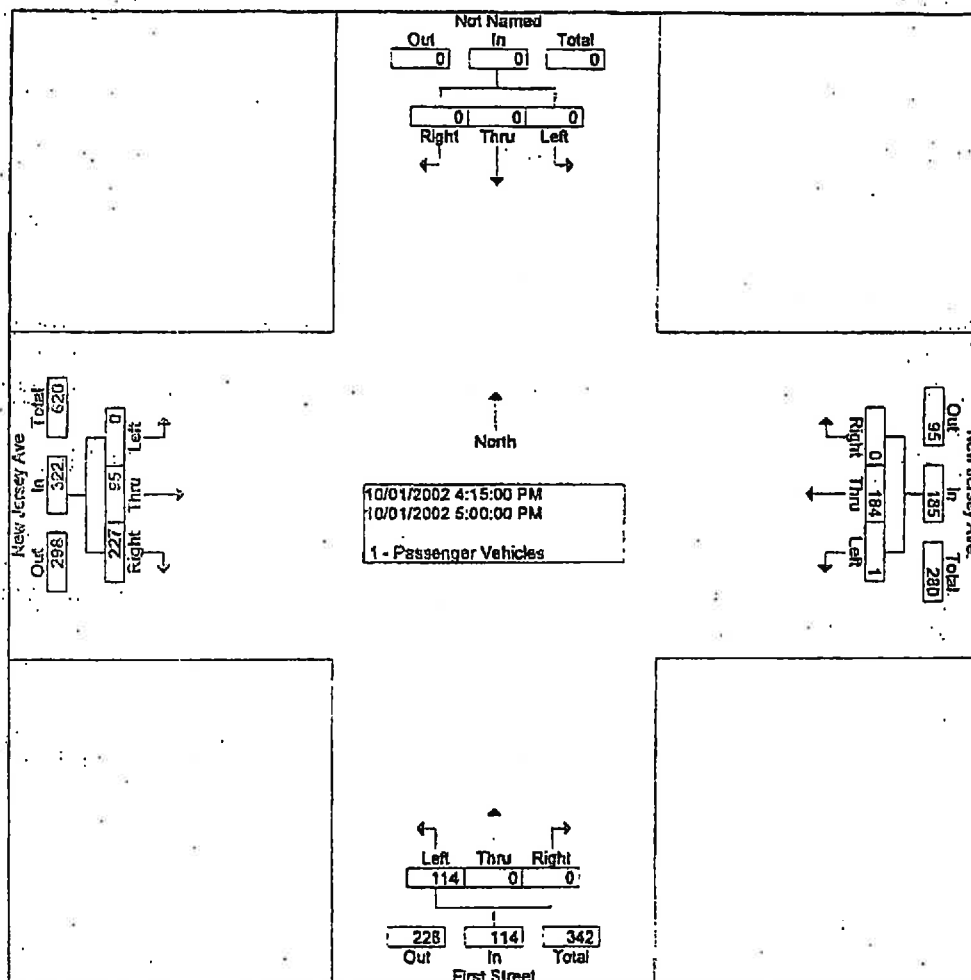 Not Named
Out In Total
0 0 0
0 0 0
Right Thru Left
New Jersey Ave
Total In Out
620 322 298
0 95 227
Left Thru Right
North
10/01/2002 4:15:00 PM
10/01/2002 5:00:00 PM
1 - Passenger Vehicles
Right Thru Left
0 184 1
Out In Total
95 185 280
Jersey
Left Thru Right
114 0 0
228 114 342
Out In Total
First Street